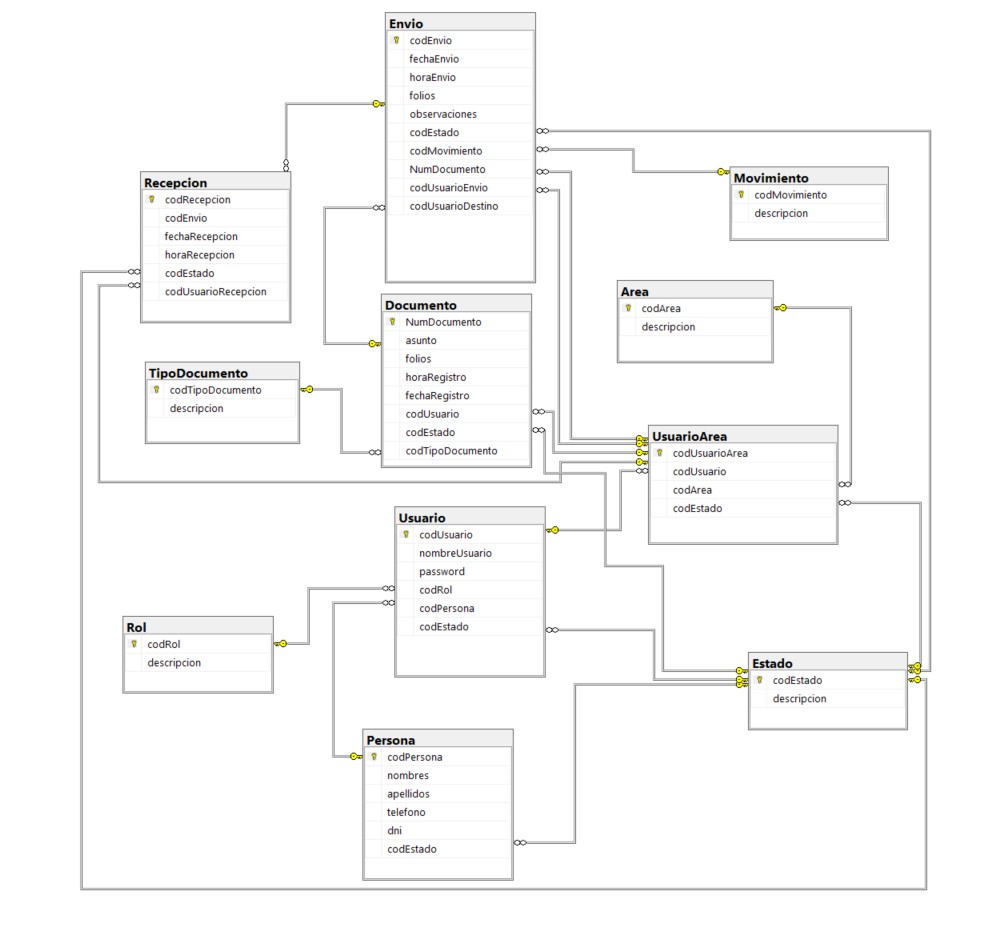 Envio
codEnvio
fechaEnvio
horaEnvio
folios
observaciones
codEstado
codMovimiento
NumDocumento
codUsuarioEnvio
codUsuarioDestino
Recepcion
codRecepcion
codEnvio
fechaRecepcion
horaRecepcion
codEstado
codUsuarioRecepcion
Movimiento
codMovimiento
descripcion
Area
codArea
descripcion
Documento
NumDocumento
asunto
folios
horaRegistro
fechaRegistro
codUsuario
codEstado
codTipoDocumento
TipoDocumento
codTipoDocumento
descripcion
UsuarioArea
codUsuarioArea
codUsuario
codArea
codEstado
Usuario
codUsuario
nombreUsuario
password
codRol
codPersona
codEstado
Rol
codRol
descripcion
Estado
codEstado
descripcion
Persona
codPersona
nombres
apellidos
telefono
dni
codEstado